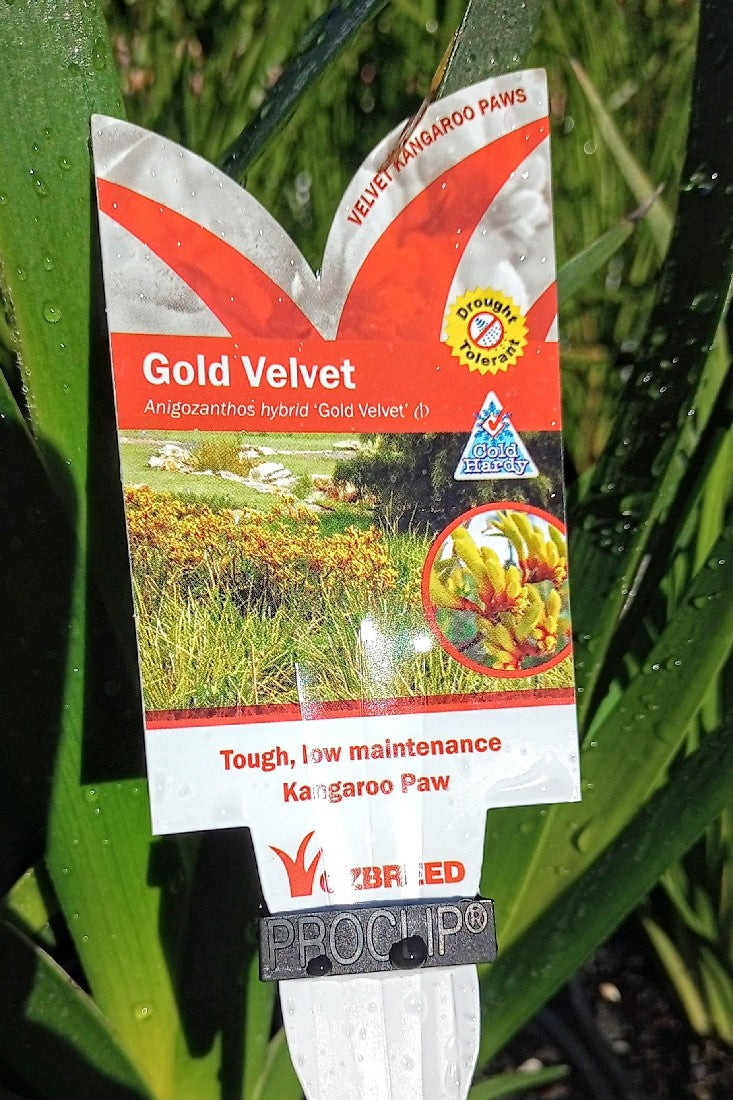 VELVET KANGAROO PAWS
Drought
Tolerant
Gold Velvet
Anigozanthos hybrid ‘Gold Velvet’
Cold
Hardy
Tough, low maintenance
Kangaroo Paw
OZBREED
PROCLIP®